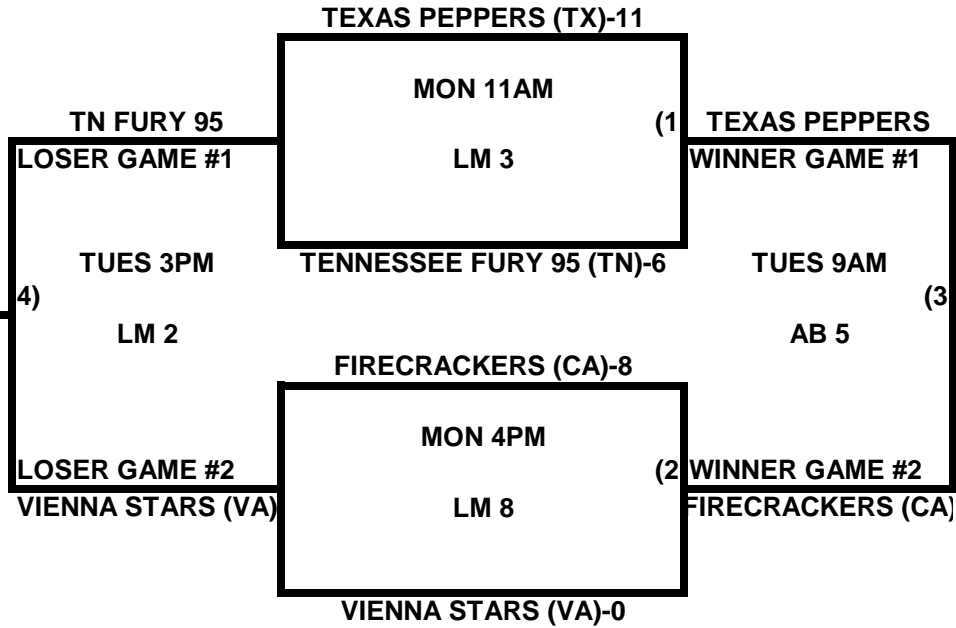 TEXAS PEPPERS (TX)-11
MON 11AM
TN FURY 95
(1
TEXAS PEPPERS
LOSER GAME #1
LM 3
WINNER GAME #1
TUES 3PM
TENNESSEE FURY 95 (TN)-6
TUES 9AM
4)
(3
LM 2
AB 5
FIRECRACKERS (CA)-8
MON 4PM
LOSER GAME #2
(2
WINNER GAME #2
VIENNA STARS (VA)
LM 8
FIRECRACKERS (CA)
VIENNA STARS (VA)-0